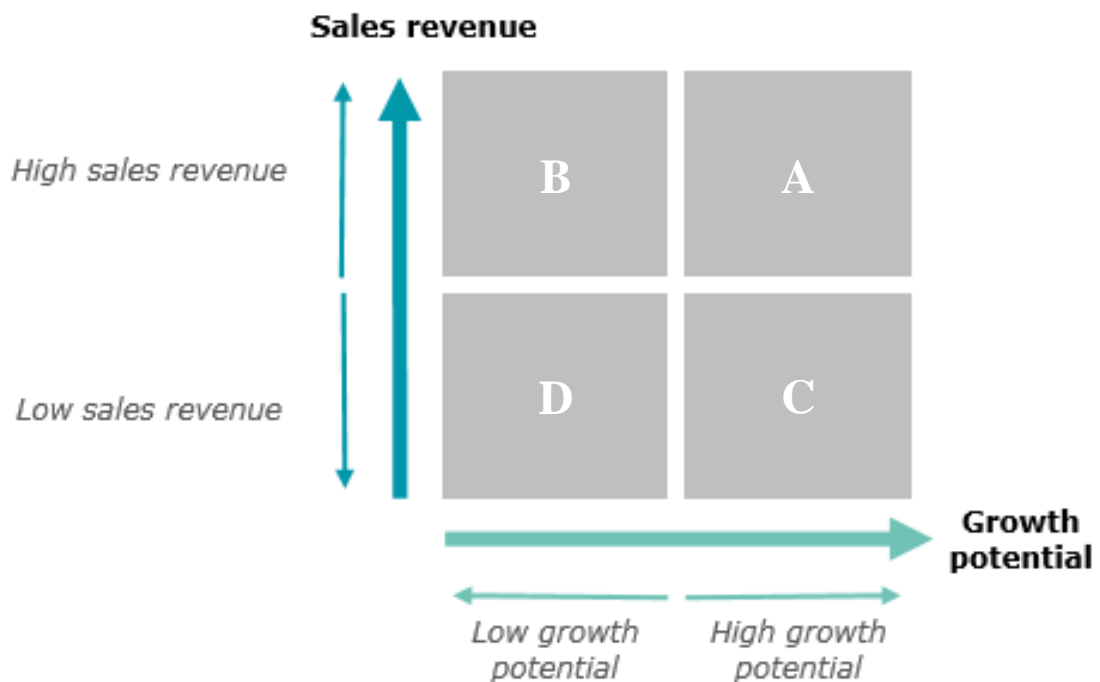 Sales revenue
High sales revenue
B
A
Low sales revenue
D
C
Growth
potential
Low growth
potential
High growth
potential